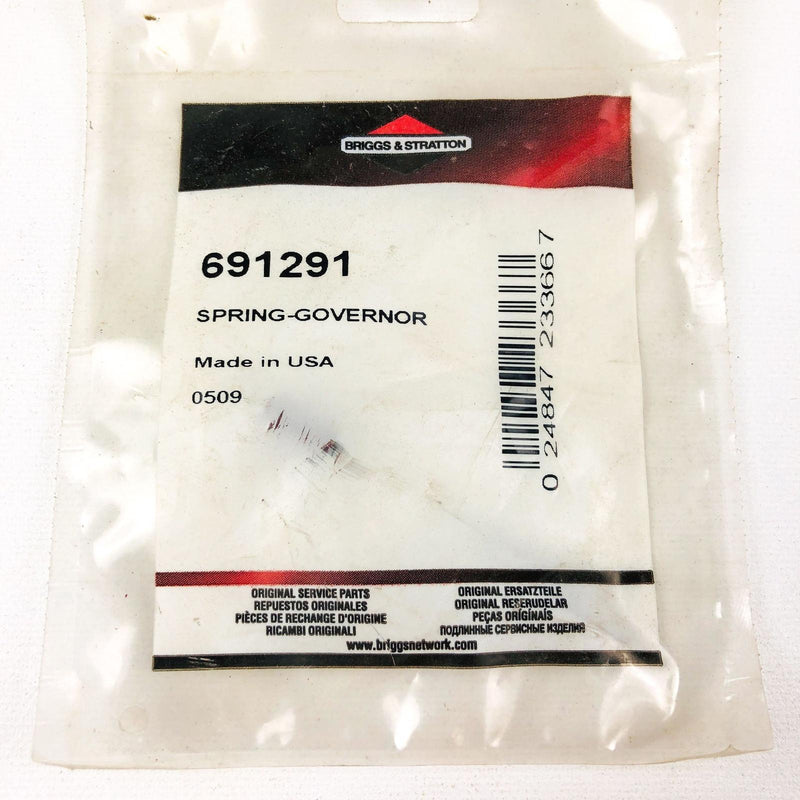 BRIGGS & STRATTON
691291
SPRING-GOVERNOR
Made in USA
0509
0 24847 23366 7
ORIGINAL SERVICE PARTS
REPUESTOS ORIGINALES
PIÈCES DE RECHANGE D'ORIGINE
RICAMBI ORIGINALI
ORIGINAL ERSATZTEILE
ORIGINAL RESERUDELAR
PEÇAS ORÍGINAÍS
ПОДЛИННЫЕ СЕРВИСНЫЕ ИЗДЕЛИЯ
www.briggsnetwork.com